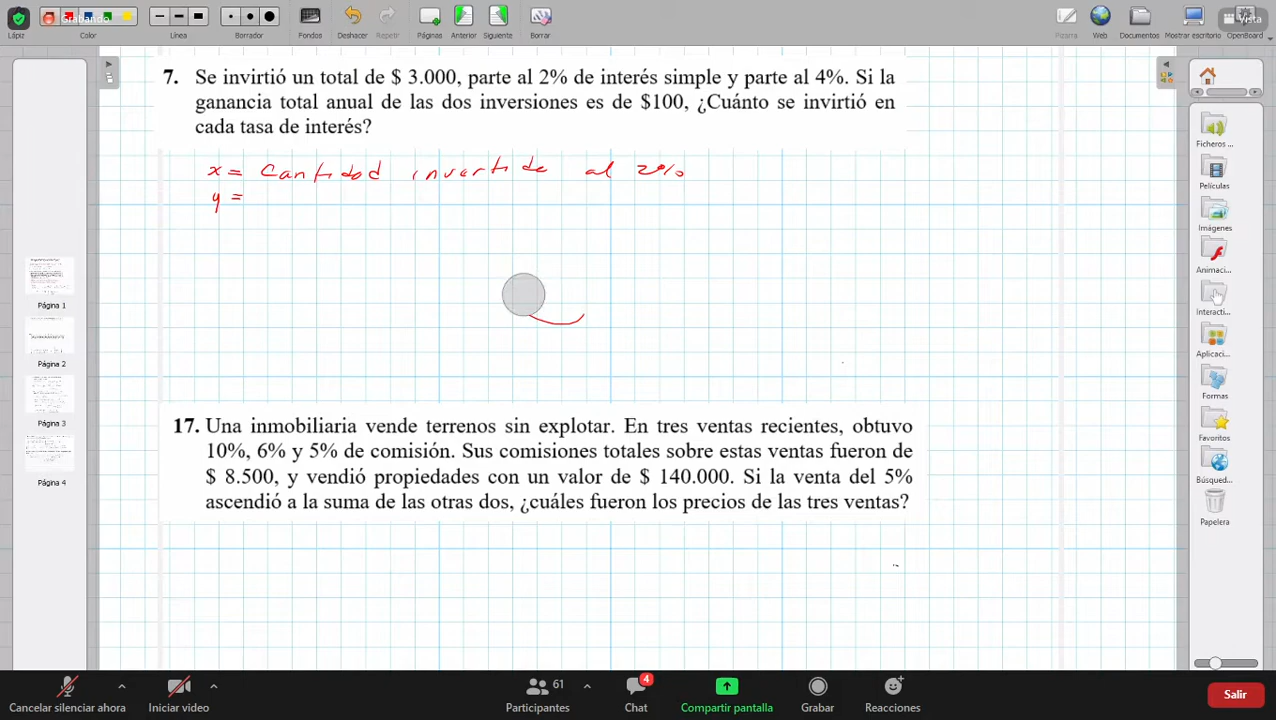 Grabando
Vista
Lápiz
Color
Línea
Borrador
Fondos
Deshacer
Repetir
Páginas
Anterior
Siguiente
Borrar
Pizarra
Web
Documentos
Mostrar escritorio
OpenBoard
7. Se invirtió un total de $ 3.000, parte al 2% de interés simple y parte al 4%. Si la
ganancia total anual de las dos inversiones es de $100, ¿Cuánto se invirtió en
cada tasa de interés?
x = Cantidad invertida al 2%
y =
17. Una inmobiliaria vende terrenos sin explotar. En tres ventas recientes, obtuvo
10%, 6% y 5% de comisión. Sus comisiones totales sobre estas ventas fueron de
$ 8.500, y vendió propiedades con un valor de $ 140.000. Si la venta del 5%
ascendió a la suma de las otras dos, ¿cuáles fueron los precios de las tres ventas?
Página 1
Página 2
Página 3
Página 4
Ficheros ...
Películas
Imágenes
Animaci...
Interacti...
Aplicaci...
Formas
Favoritos
Búsqued...
Papelera
Cancelar silenciar ahora
Iniciar video
61
Participantes
4
Chat
Compartir pantalla
Grabar
Reacciones
Salir